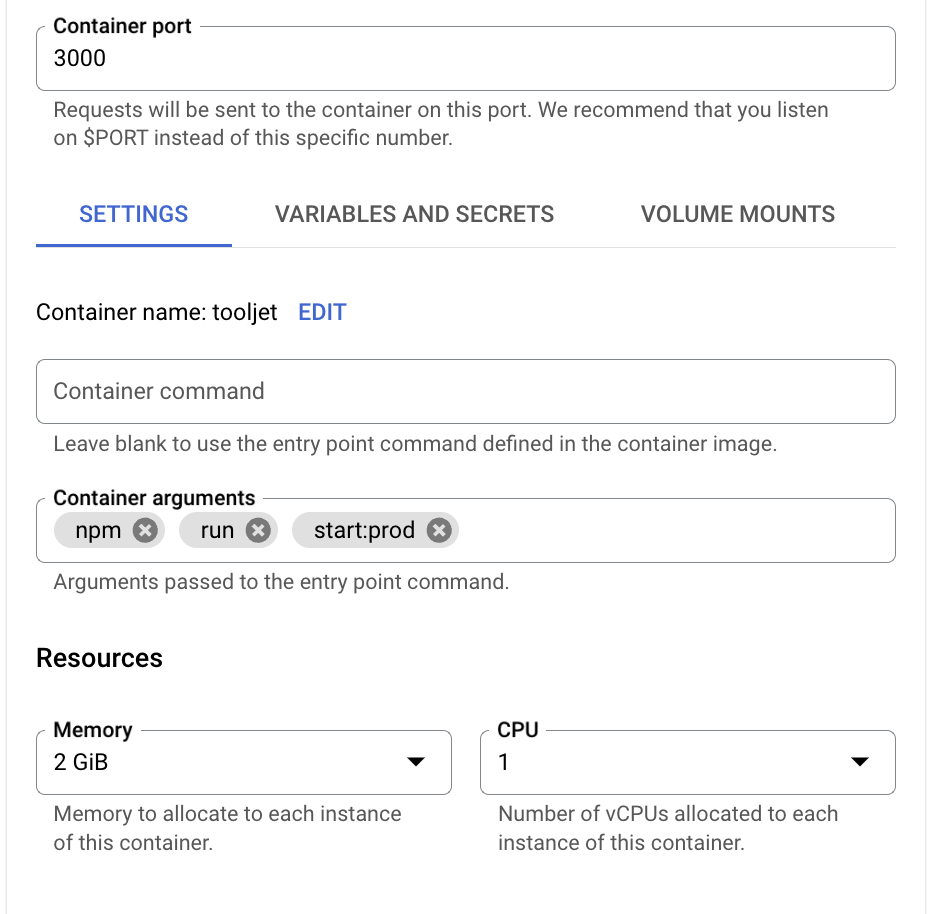 Container port
3000
Requests will be sent to the container on this port. We recommend that you listen
on $PORT instead of this specific number.
SETTINGS VARIABLES AND SECRETS VOLUME MOUNTS
Container name: tooljet EDIT
Container command
Leave blank to use the entry point command defined in the container image.
Container arguments
npm run start:prod
Arguments passed to the entry point command.
Resources
Memory CPU
2 GiB 1
Memory to allocate to each instance
of this container.
Number of vCPUs allocated to each
instance of this container.